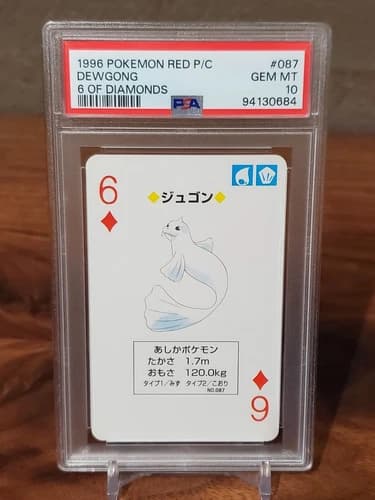 1996 POKEMON RED P/C #087
DEWGONG GEM MT
6 OF DIAMONDS 10
PSA 94130684
6
ジュゴン
あしかポケモン
たかさ 1.7m
おもさ 120.0kg
タイプ1/みず タイプ2/こおり
NO.087
6